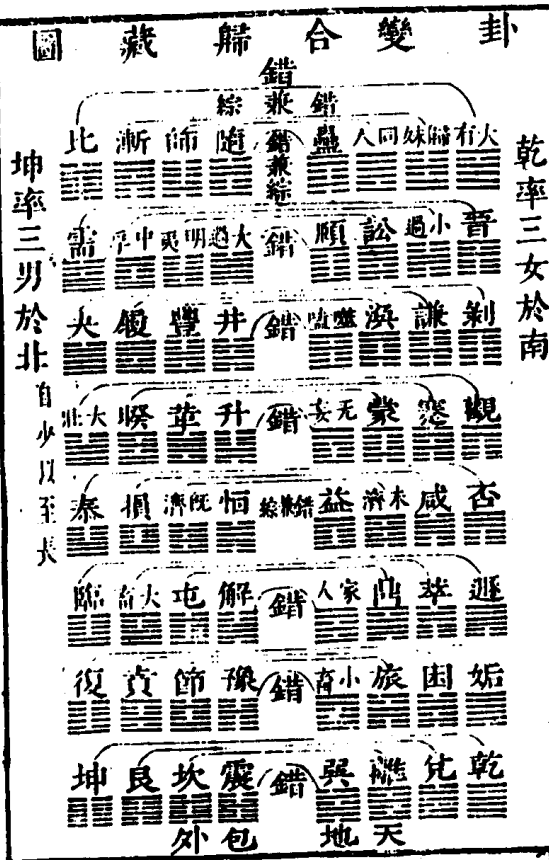 卦變合歸藏圖
乾率三女於南
錯
錯兼綜
大有 歸妹 同人 蠱 錯兼綜 隨 師 漸 比
晉 小過 訟 頤 錯 大過 明夷 中孚 需
剝 謙 渙 噬嗑 錯 井 豐 履 夬
觀 蹇 蒙 无妄 錯 升 革 睽 大壯
否 咸 未濟 益 錯兼綜 恒 既濟 損 泰
遯 萃 家人 錯 解 屯 大畜 臨
姤 困 旅 小畜 錯 豫 節 賁 復
乾 兌 離 巽 錯 震 坎 艮 坤
天地包外
坤率三男於北
自少以至長